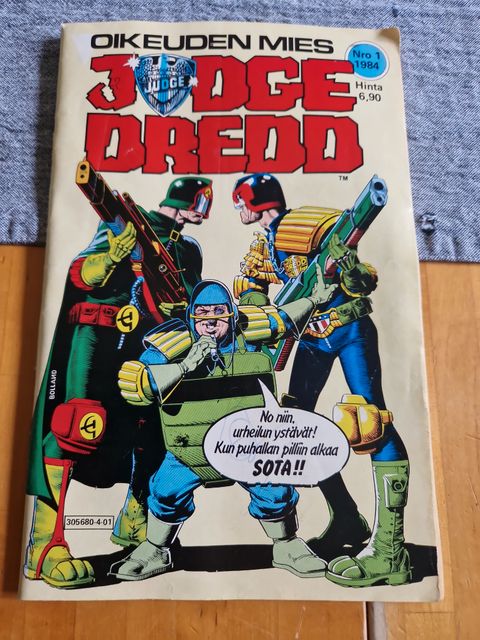 OIKEUDEN MIES
Nro 1
1984
JUDGE
JUDGE
Hinta
6,90
DREDD
TM
BOLLAND
No niin,
urheilun ystävät!
Kun puhallan pilliin alkaa
SOTA!!
305680-4-01